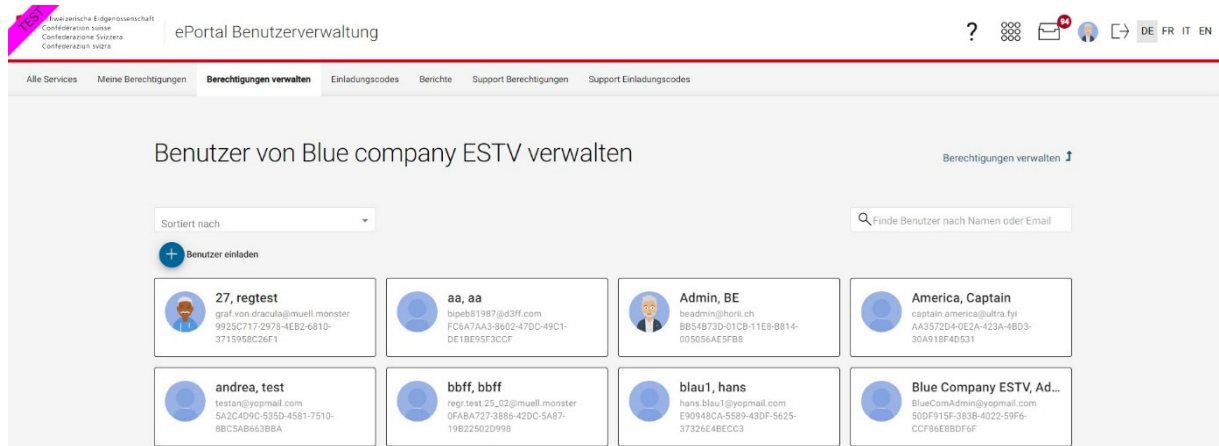 TEST
Schweizerische Eidgenossenschaft
Confédération suisse
Confederazione Svizzera
Confederaziun svizra
ePortal Benutzerverwaltung
?
94
DE FR IT EN
Alle Services Meine Berechtigungen Berechtigungen verwalten Einladungscodes Berichte Support Berechtigungen Support Einladungscodes
Benutzer von Blue company ESTV verwalten
Berechtigungen verwalten
Sortiert nach
Finde Benutzer nach Namen oder Email
Benutzer einladen
27, regtest
graf.von.dracula@muell.monster
9925C717-2978-4EB2-6810-
3715958C26F1
aa, aa
bipeb81987@d3ff.com
FC6A7AA3-8602-47DC-49C1-
DE1BE95F3CCF
Admin, BE
beadmin@horii.ch
BB54B73D-01CB-11E8-B814-
005056AE5FB8
America, Captain
captain.america@ultra.fyi
AA3572D4-0E2A-423A-4BD3-
30A918F4D531
andrea, test
testan@yopmail.com
5A2C4D9C-535D-4581-7510-
8BC5AB663BBA
bbff, bbff
regr.test.25_02@muell.monster
0FABA727-3886-42DC-5A87-
19B22502D998
blau1, hans
hans.blau1@yopmail.com
E90948CA-5589-43DF-5625-
37326E4BECC3
Blue Company ESTV, Ad...
BlueComAdmin@yopmail.com
50DF915F-383B-4022-59F6-
CCF86E8BDF6F